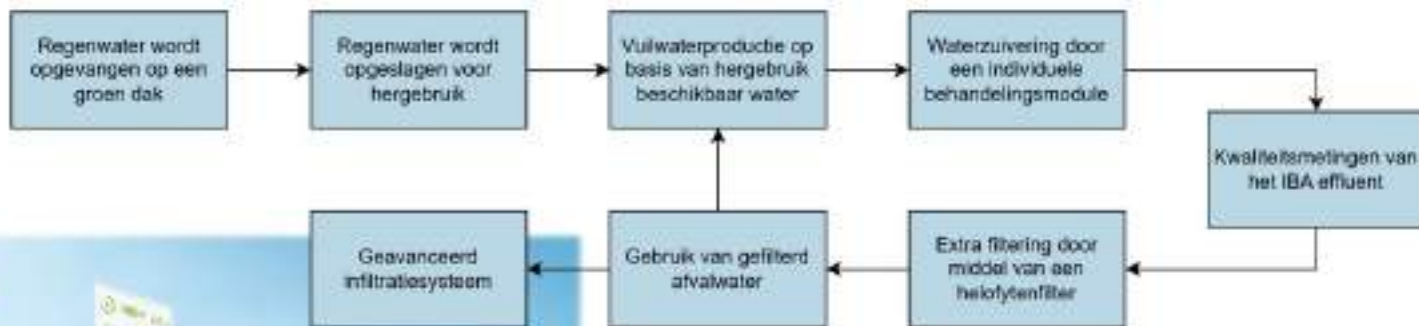 Regenwater wordt
opgevangen op een
groen dak
Regenwater wordt
opgeslagen voor
hergebruik
Vuilwaterproductie op
basis van hergebruik
beschikbaar water
Waterzuivering door
een individuele
behandelingsmodule
Kwaliteitsmetingen van
het IBA effluent
Extra filtering door
middel van een
helofytenfilter
Gebruik van gefilterd
afvalwater
Geavanceerd
infiltratiesysteem